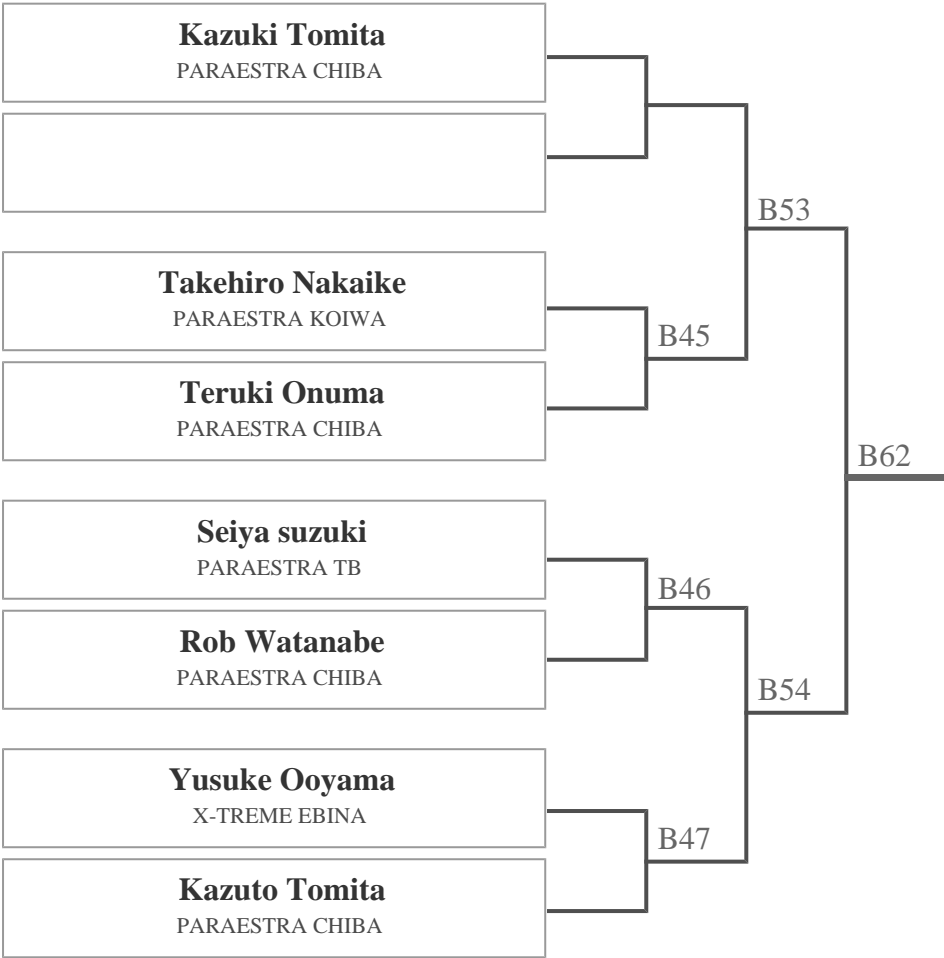 Kazuki Tomita
PARAESTRA CHIBA
B53
Takehiro Nakaike
PARAESTRA KOIWA
B45
Teruki Onuma
PARAESTRA CHIBA
B62
Seiya suzuki
PARAESTRA TB
B46
Rob Watanabe
PARAESTRA CHIBA
B54
Yusuke Ooyama
X-TREME EBINA
B47
Kazuto Tomita
PARAESTRA CHIBA